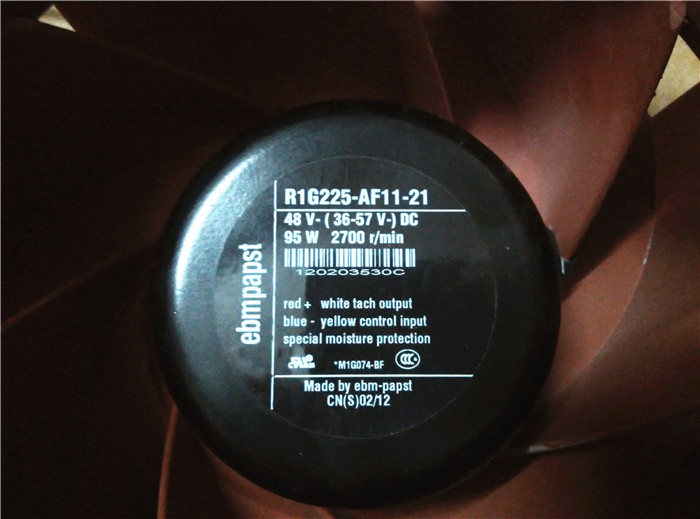 R1G225-AF11-21
48 V- ( 36-57 V-) DC
95 W 2700 r/min
120203530C
ebmpapst
red + white tach output
blue - yellow control input
special moisture protection
*M1G074-BF
Made by ebm-papst
CN(S)02/12